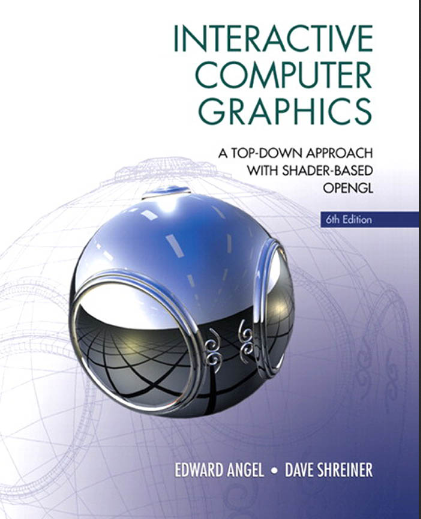 INTERACTIVE
COMPUTER
GRAPHICS
A TOP-DOWN APPROACH
WITH SHADER-BASED
OPENGL
6th Edition
EDWARD ANGEL • DAVE SHREINER